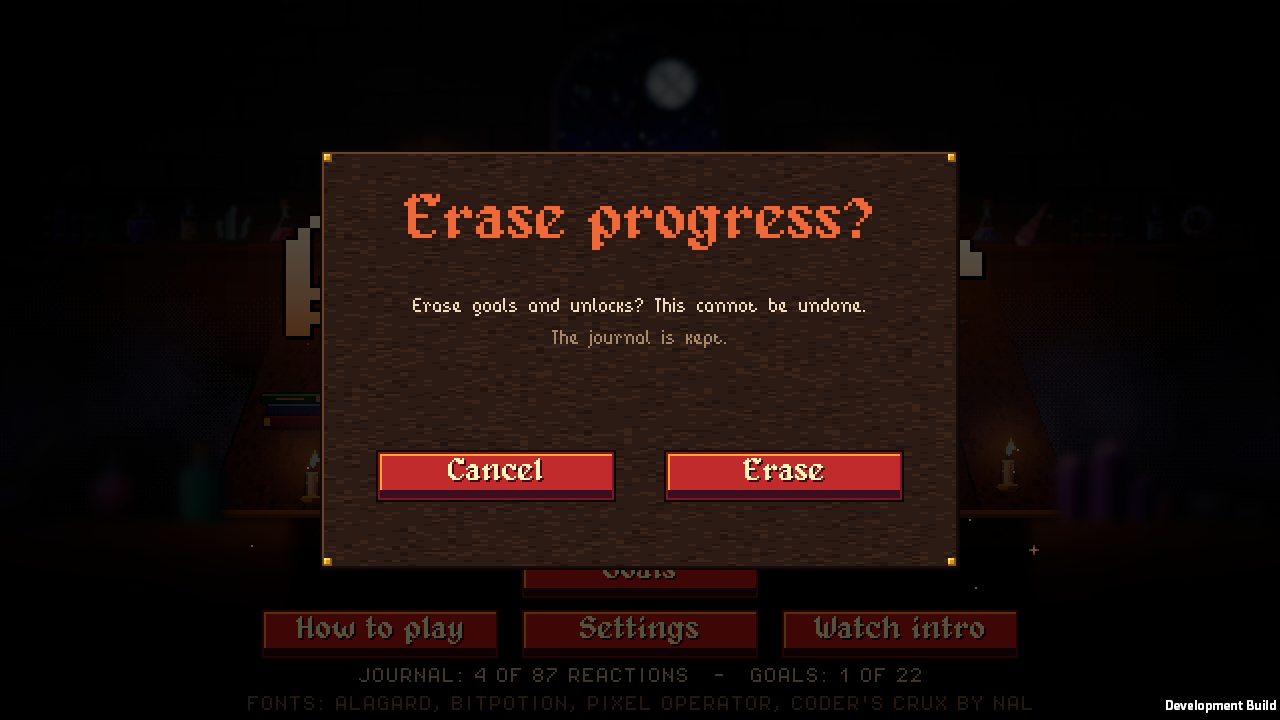 Erase progress?
Erase goals and unlocks? This cannot be undone.
The journal is kept.
Cancel
Erase
Goals
How to play
Settings
Watch intro
JOURNAL: 4 OF 87 REACTIONS - GOALS: 1 OF 22
FONTS: ALAGARD, BITPOTION, PIXEL OPERATOR, CODER'S CRUX BY NAL
Development Build